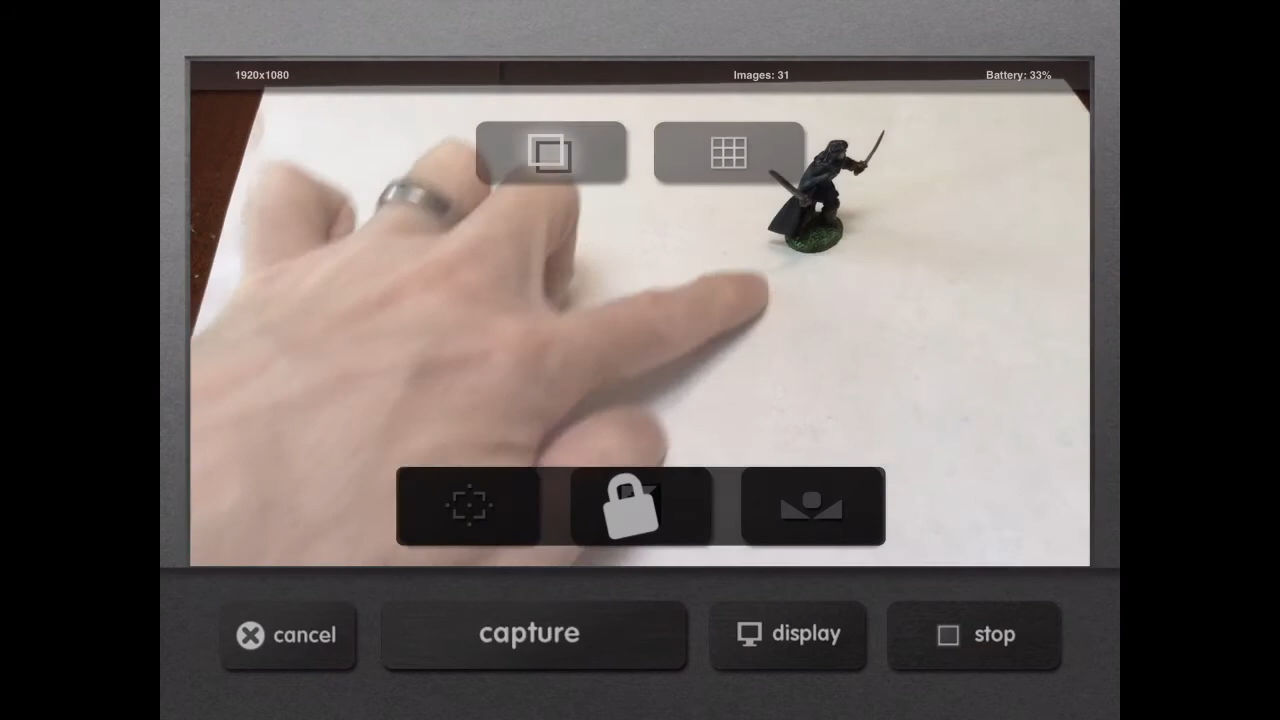 1920x1080
Images: 31
Battery: 33%
cancel
capture
display
stop